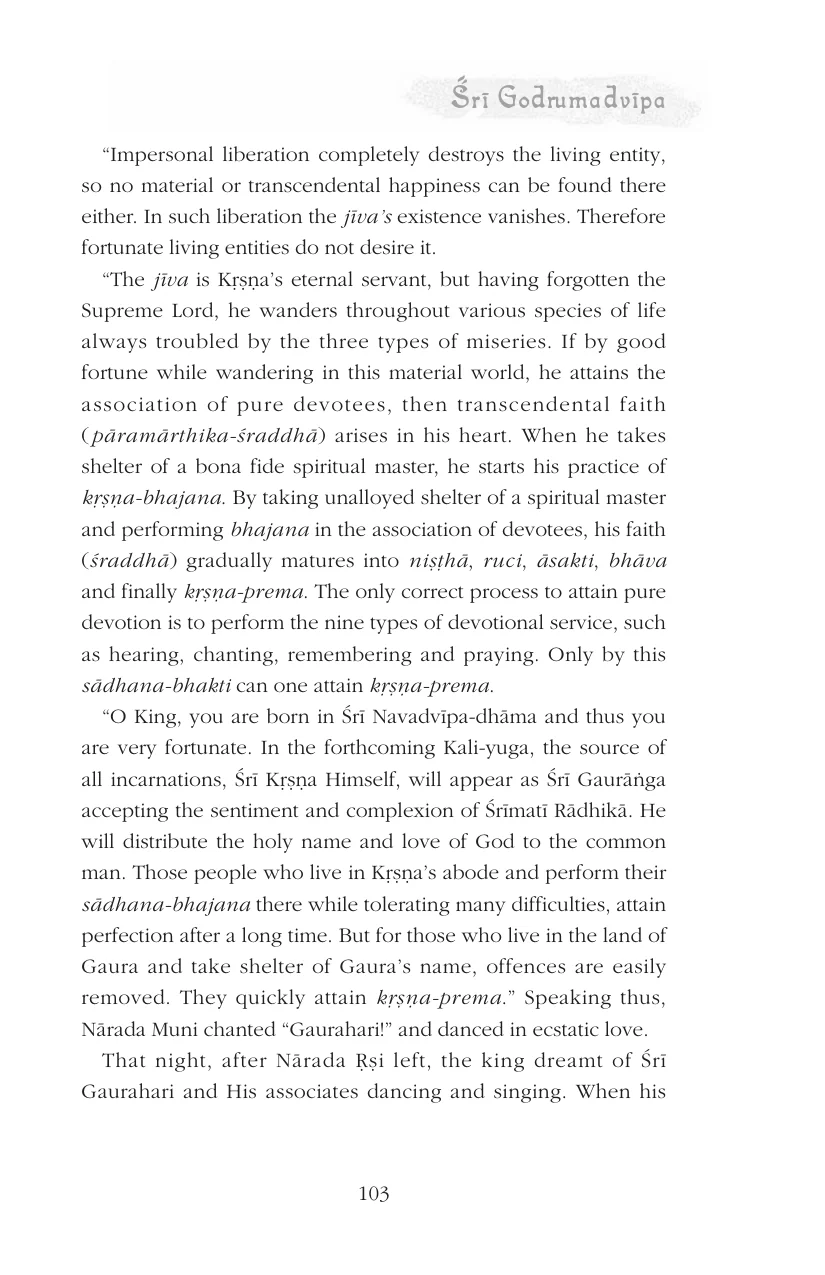 Śrī Godrumadvīpa
“Impersonal liberation completely destroys the living entity,
so no material or transcendental happiness can be found there
either. In such liberation the jīva’s existence vanishes. Therefore
fortunate living entities do not desire it.
“The jīva is Kṛṣṇa’s eternal servant, but having forgotten the
Supreme Lord, he wanders throughout various species of life
always troubled by the three types of miseries. If by good
fortune while wandering in this material world, he attains the
association of pure devotees, then transcendental faith
(pāramārthika-śraddhā) arises in his heart. When he takes
shelter of a bona fide spiritual master, he starts his practice of
kṛṣṇa-bhajana. By taking unalloyed shelter of a spiritual master
and performing bhajana in the association of devotees, his faith
(śraddhā) gradually matures into niṣṭhā, ruci, āsakti, bhāva
and finally kṛṣṇa-prema. The only correct process to attain pure
devotion is to perform the nine types of devotional service, such
as hearing, chanting, remembering and praying. Only by this
sādhana-bhakti can one attain kṛṣṇa-prema.
“O King, you are born in Śrī Navadvīpa-dhāma and thus you
are very fortunate. In the forthcoming Kali-yuga, the source of
all incarnations, Śrī Kṛṣṇa Himself, will appear as Śrī Gaurāṅga
accepting the sentiment and complexion of Śrīmatī Rādhikā. He
will distribute the holy name and love of God to the common
man. Those people who live in Kṛṣṇa’s abode and perform their
sādhana-bhajana there while tolerating many difficulties, attain
perfection after a long time. But for those who live in the land of
Gaura and take shelter of Gaura’s name, offences are easily
removed. They quickly attain kṛṣṇa-prema.” Speaking thus,
Nārada Muni chanted “Gaurahari!” and danced in ecstatic love.
That night, after Nārada Ṛṣi left, the king dreamt of Śrī
Gaurahari and His associates dancing and singing. When his
103